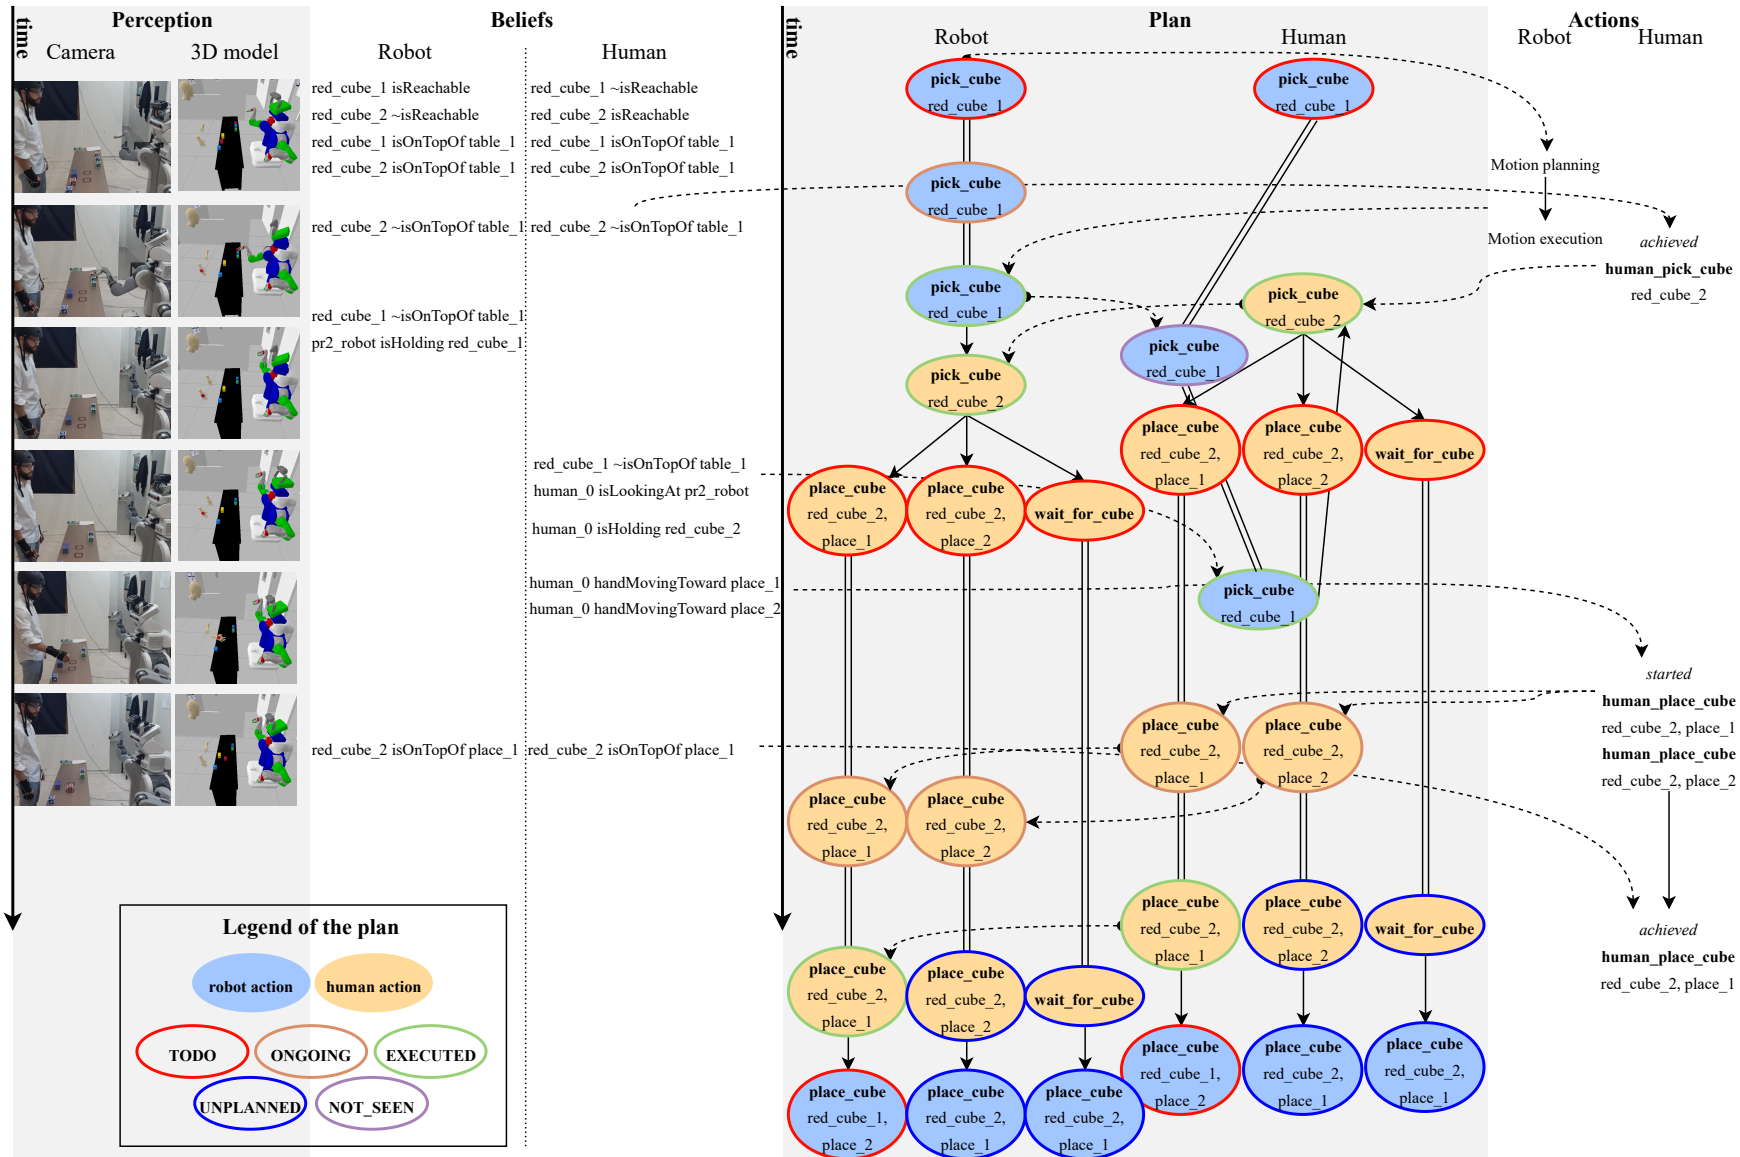 time
Perception
Camera
3D model
Beliefs
Robot
Human
red_cube_1 isReachable
red_cube_2 ~isReachable
red_cube_1 isOnTopOf table_1
red_cube_2 isOnTopOf table_1
red_cube_1 ~isReachable
red_cube_2 isReachable
red_cube_1 isOnTopOf table_1
red_cube_2 isOnTopOf table_1
red_cube_2 ~isOnTopOf table_1
red_cube_2 ~isOnTopOf table_1
red_cube_1 ~isOnTopOf table_1
pr2_robot isHolding red_cube_1
red_cube_1 ~isOnTopOf table_1
human_0 isLookingAt pr2_robot
human_0 isHolding red_cube_2
human_0 handMovingToward place_1
human_0 handMovingToward place_2
red_cube_2 isOnTopOf place_1
red_cube_2 isOnTopOf place_1
Legend of the plan
robot action
human action
TODO
ONGOING
EXECUTED
UNPLANNED
NOT_SEEN
time
Plan
Robot
Human
pick_cube
red_cube_1
pick_cube
red_cube_1
pick_cube
red_cube_1
pick_cube
red_cube_1
pick_cube
red_cube_2
pick_cube
red_cube_1
pick_cube
red_cube_2
place_cube
red_cube_2,
place_1
place_cube
red_cube_2,
place_2
wait_for_cube
place_cube
red_cube_2,
place_1
place_cube
red_cube_2,
place_2
wait_for_cube
pick_cube
red_cube_1
place_cube
red_cube_2,
place_1
place_cube
red_cube_2,
place_2
place_cube
red_cube_2,
place_1
place_cube
red_cube_2,
place_2
place_cube
red_cube_2,
place_1
place_cube
red_cube_2,
place_2
wait_for_cube
place_cube
red_cube_2,
place_1
place_cube
red_cube_2,
place_2
wait_for_cube
place_cube
red_cube_1,
place_2
place_cube
red_cube_2,
place_1
place_cube
red_cube_2,
place_1
place_cube
red_cube_1,
place_2
place_cube
red_cube_2,
place_1
place_cube
red_cube_2,
place_1
Actions
Robot
Human
Motion planning
Motion execution
achieved
human_pick_cube
red_cube_2
started
human_place_cube
red_cube_2, place_1
human_place_cube
red_cube_2, place_2
achieved
human_place_cube
red_cube_2, place_1